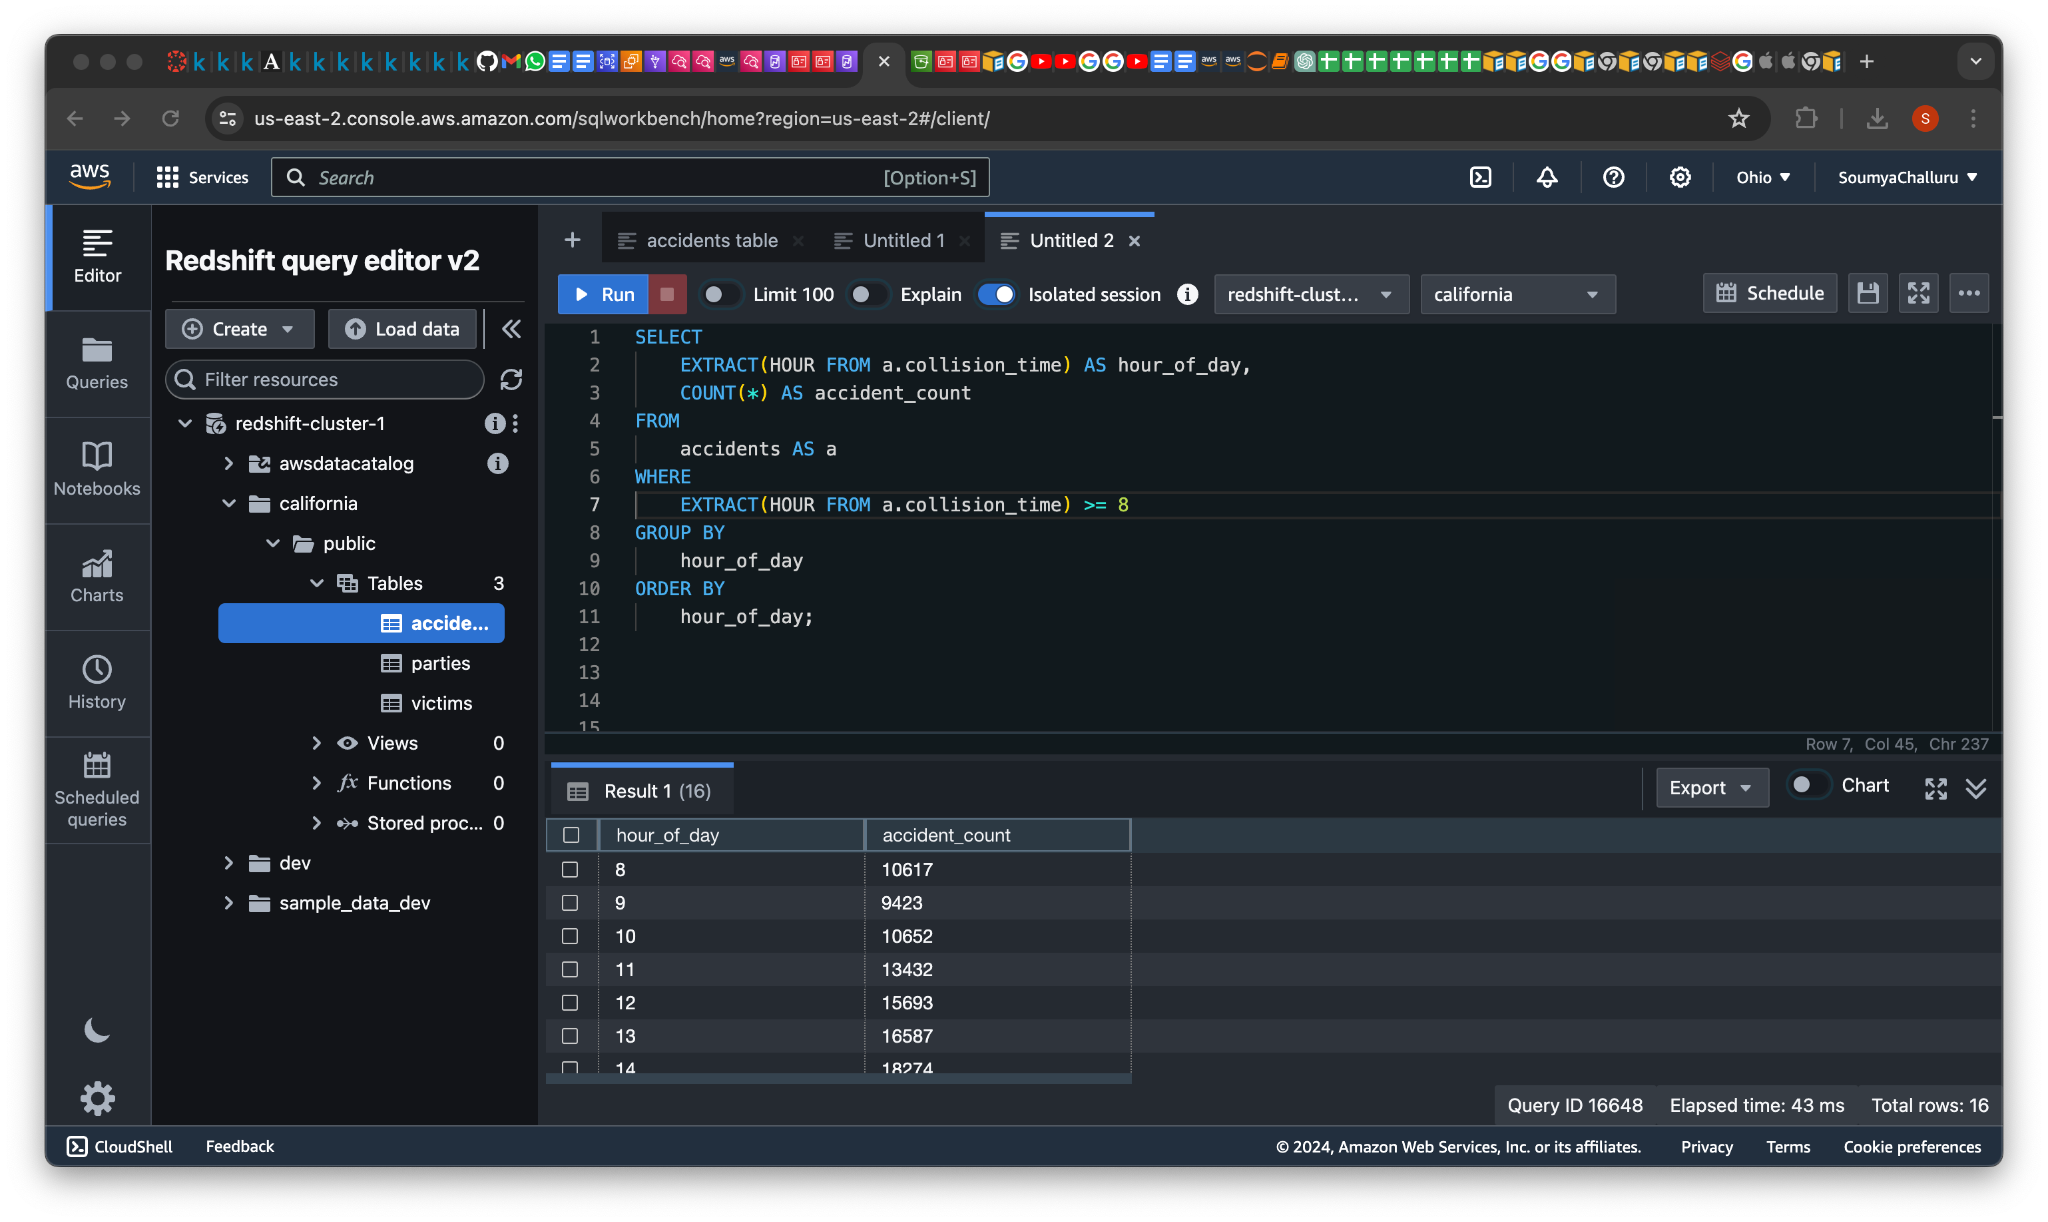 us-east-2.console.aws.amazon.com/sqlworkbench/home?region=us-east-2#/client/
S
aws
Services
Search
[Option+S]
Ohio
SoumyaChalluru
Editor
Queries
Notebooks
Charts
History
Scheduled
queries
Redshift query editor v2
Create
Load data
Filter resources
redshift-cluster-1
awsdatacatalog
california
public
Tables 3
accide...
parties
victims
Views 0
Functions 0
Stored proc... 0
dev
sample_data_dev
accidents table
Untitled 1
Untitled 2
Run
Limit 100
Explain
Isolated session
redshift-clust...
california
Schedule
1 SELECT
2 EXTRACT(HOUR FROM a.collision_time) AS hour_of_day,
3 COUNT(*) AS accident_count
4 FROM
5 accidents AS a
6 WHERE
7 EXTRACT(HOUR FROM a.collision_time) >= 8
8 GROUP BY
9 hour_of_day
10 ORDER BY
11 hour_of_day;
12
13
14
15
Row 7, Col 45, Chr 237
Result 1 (16)
Export
Chart
hour_of_day accident_count
8 10617
9 9423
10 10652
11 13432
12 15693
13 16587
14 18274
Query ID 16648 Elapsed time: 43 ms Total rows: 16
CloudShell Feedback
© 2024, Amazon Web Services, Inc. or its affiliates. Privacy Terms Cookie preferences